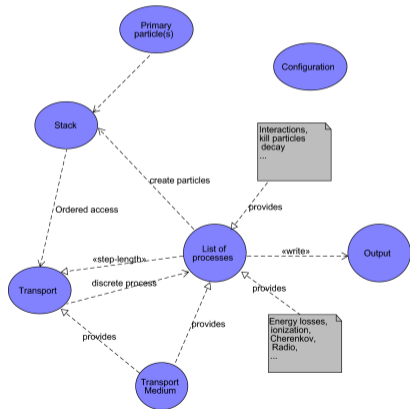 Primary
particle(s)
Configuration
Stack
Interactions,
kill particles
decay
...
create particles
provides
Ordered access
List of
processes
«write»
Output
«step-length»
discrete process
Transport
provides
provides
provides
Energy losses,
ionization,
Cherenkov,
Radio,
...
Transport
Medium